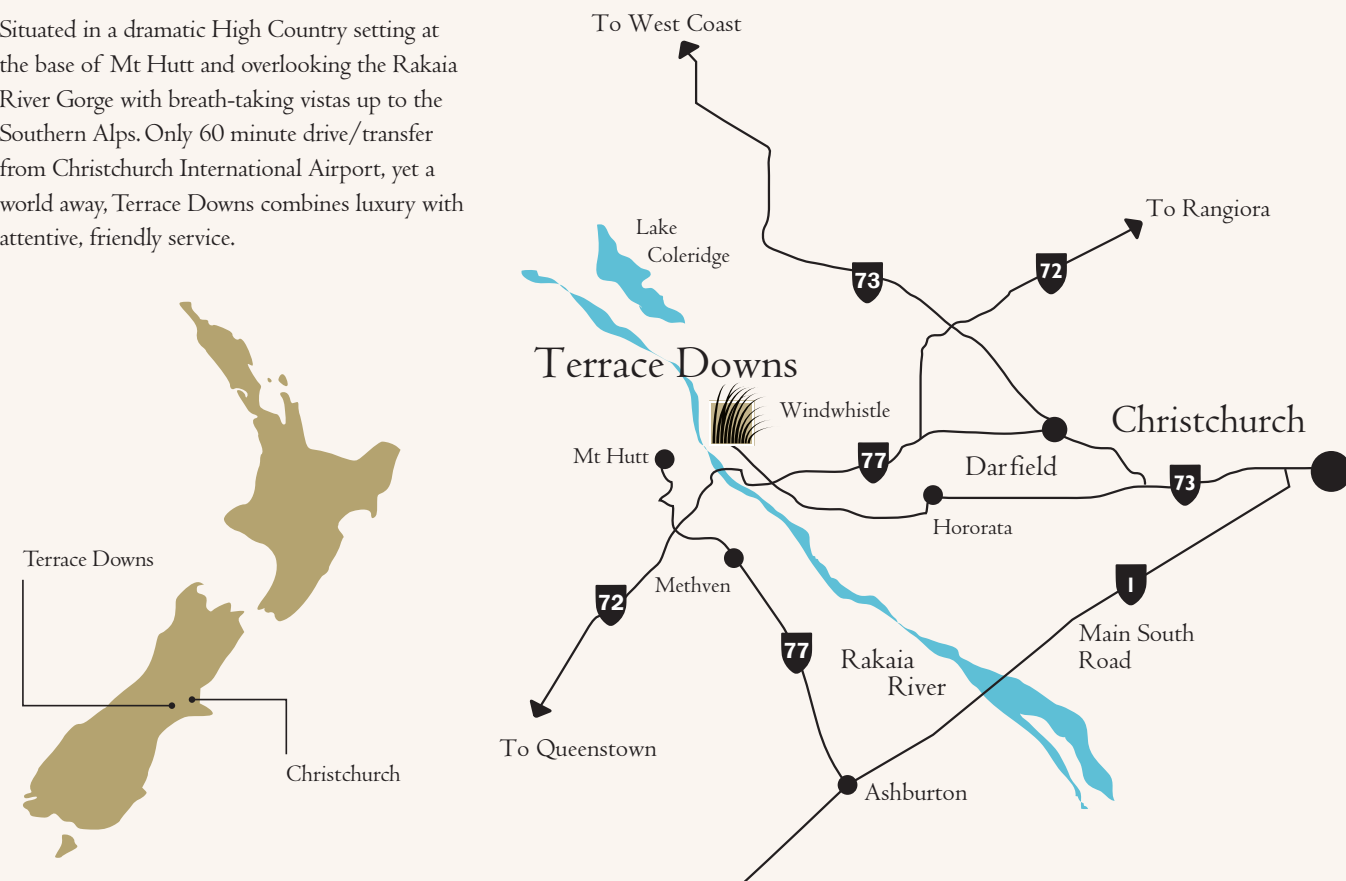 Situated in a dramatic High Country setting at
the base of Mt Hutt and overlooking the Rakaia
River Gorge with breath-taking vistas up to the
Southern Alps. Only 60 minute drive/transfer
from Christchurch International Airport, yet a
world away, Terrace Downs combines luxury with
attentive, friendly service.
To West Coast
To Rangiora
Lake
Coleridge
73
72
Terrace Downs
Windwhistle
Christchurch
Mt Hutt
77
Darfield
73
Hororata
Methven
72
1
Main South
Road
77
Rakaia
River
To Queenstown
Ashburton
Terrace Downs
Christchurch